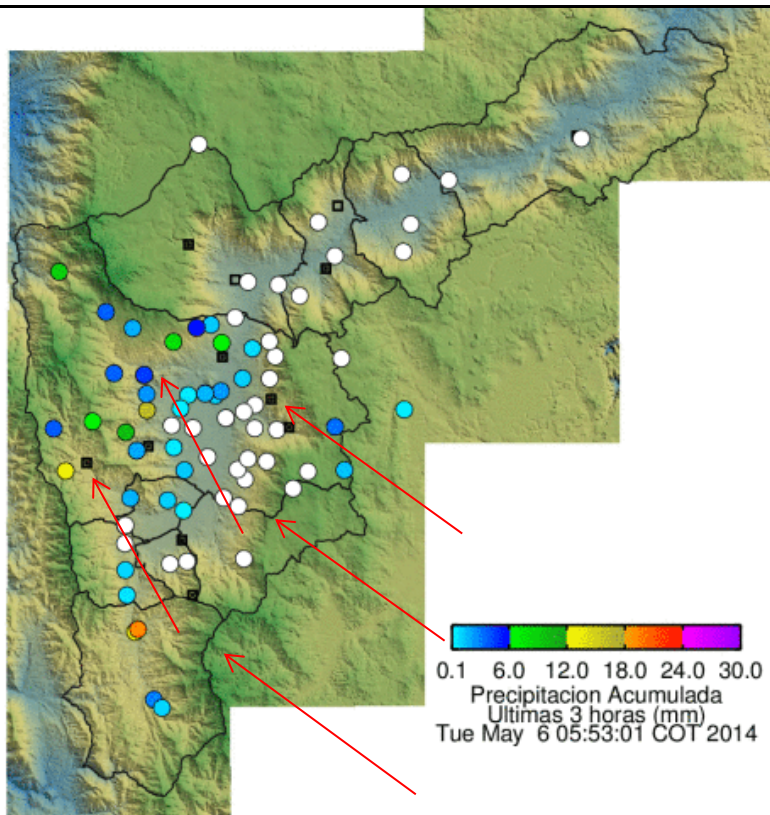 0.1 6.0 12.0 18.0 24.0 30.0
Precipitacion Acumulada
Ultimas 3 horas (mm)
Tue May 6 05:53:01 COT 2014